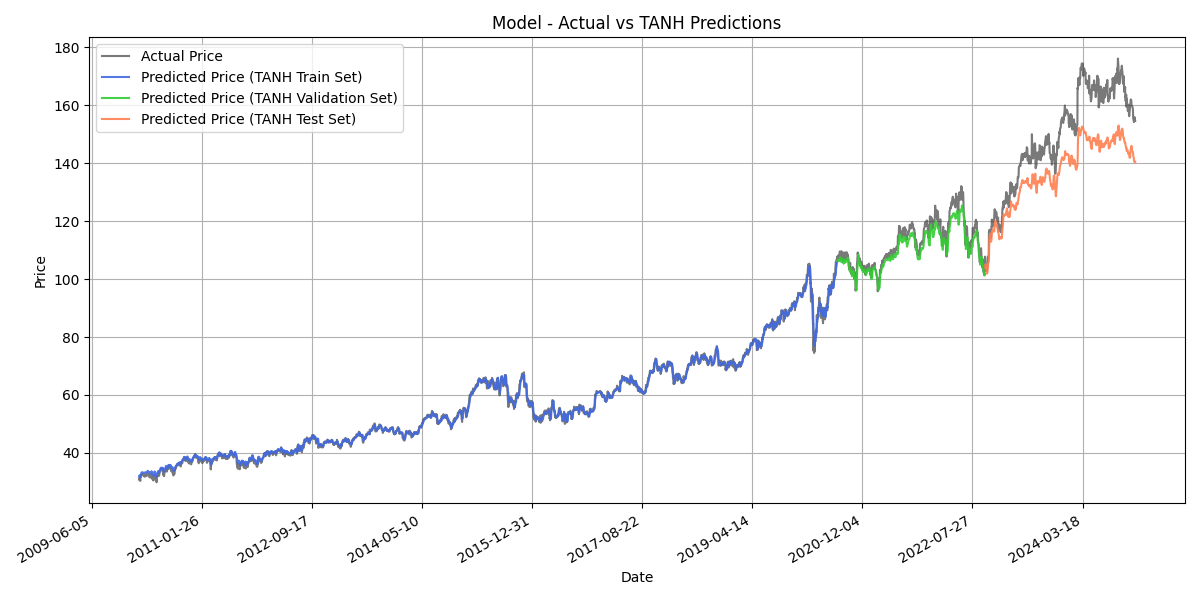 Model - Actual vs TANH Predictions
Actual Price
Predicted Price (TANH Train Set)
Predicted Price (TANH Validation Set)
Predicted Price (TANH Test Set)
180
160
140
120
100
80
60
40
Price
2009-06-05
2011-01-26
2012-09-17
2014-05-10
2015-12-31
2017-08-22
2019-04-14
2020-12-04
2022-07-27
2024-03-18
Date